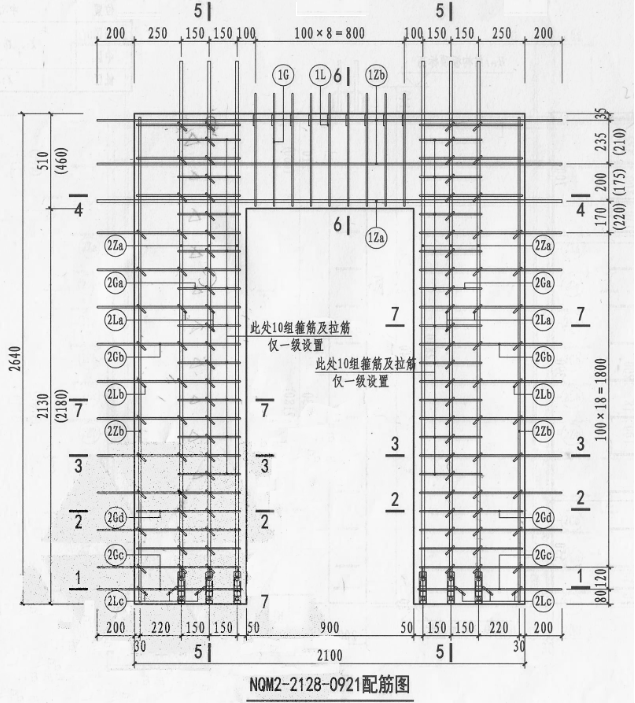 5 5
200 250 150 150 100 100×8=800 100 150 150 250 200
1G 1L 6 1Zb
35
235 (210)
510 (460)
200 (175)
4 4
170 (220)
6 1Za
2Za 2Za
2Ga 2Ga
2La 7 2La 7
此处10组箍筋及拉筋
仅一级设置
2Gb 2Gb
此处10组箍筋及拉筋
仅一级设置
2640
2130 (2180)
100×18=1800
2Lb 2Lb
7 7
2Zb 2Zb
3 3 3 3
2 2 2 2
2Gd 2Gd
2Gc 2Gc
1 1
120
80
2Lc 7 2Lc
200 220 150 150 50 900 50 150 150 220 200
30 5 5 30
2100
NQM2-2128-0921配筋图